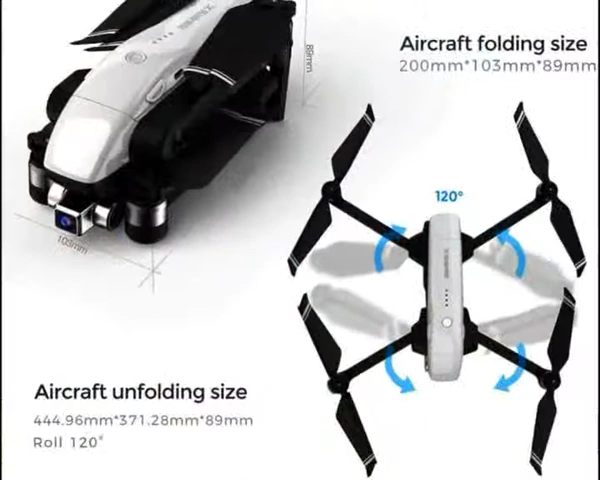 Aircraft folding size
200mm*103mm*89mm
89mm
120°
103mm
Aircraft unfolding size
444.96mm*371.28mm*89mm
Roll 120°